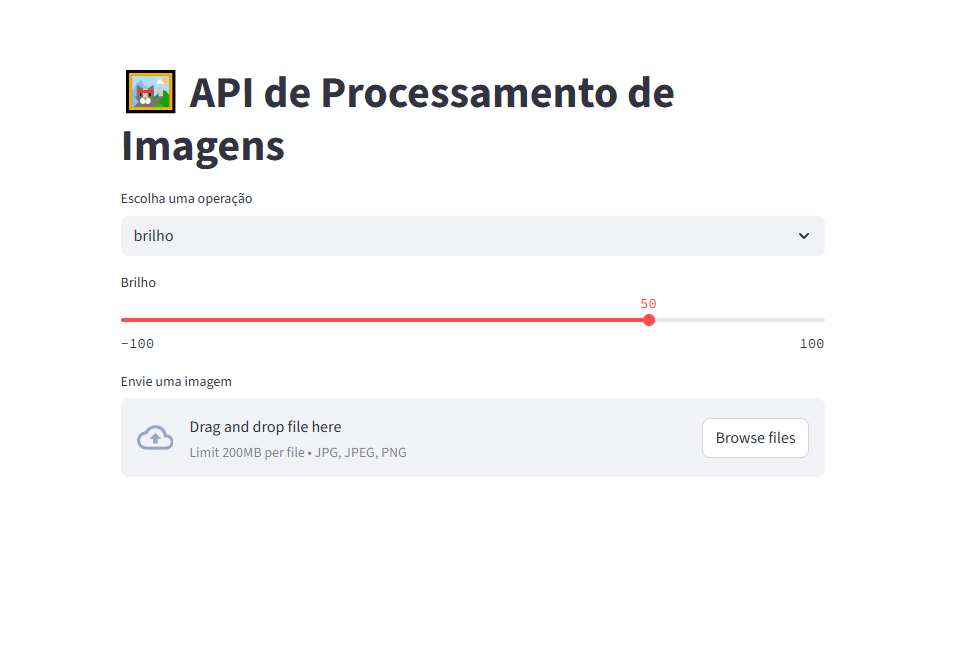 API de Processamento de
Imagens
Escolha uma operação
brilho
Brilho
50
-100
100
Envie uma imagem
Drag and drop file here
Limit 200MB per file • JPG, JPEG, PNG
Browse files